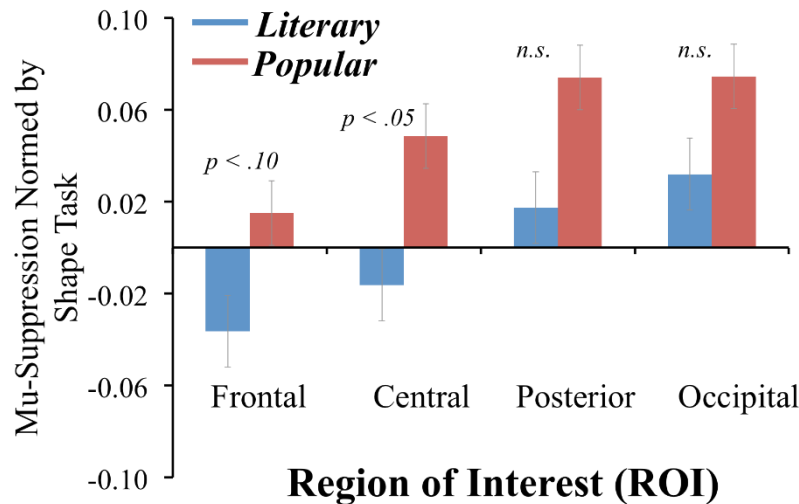 0.10
0.06
0.02
-0.02
-0.06
-0.10
Mu-Suppression Normed by
Shape Task
Literary
Popular
p < .10
p < .05
n.s.
n.s.
Frontal
Central
Posterior
Occipital
Region of Interest (ROI)